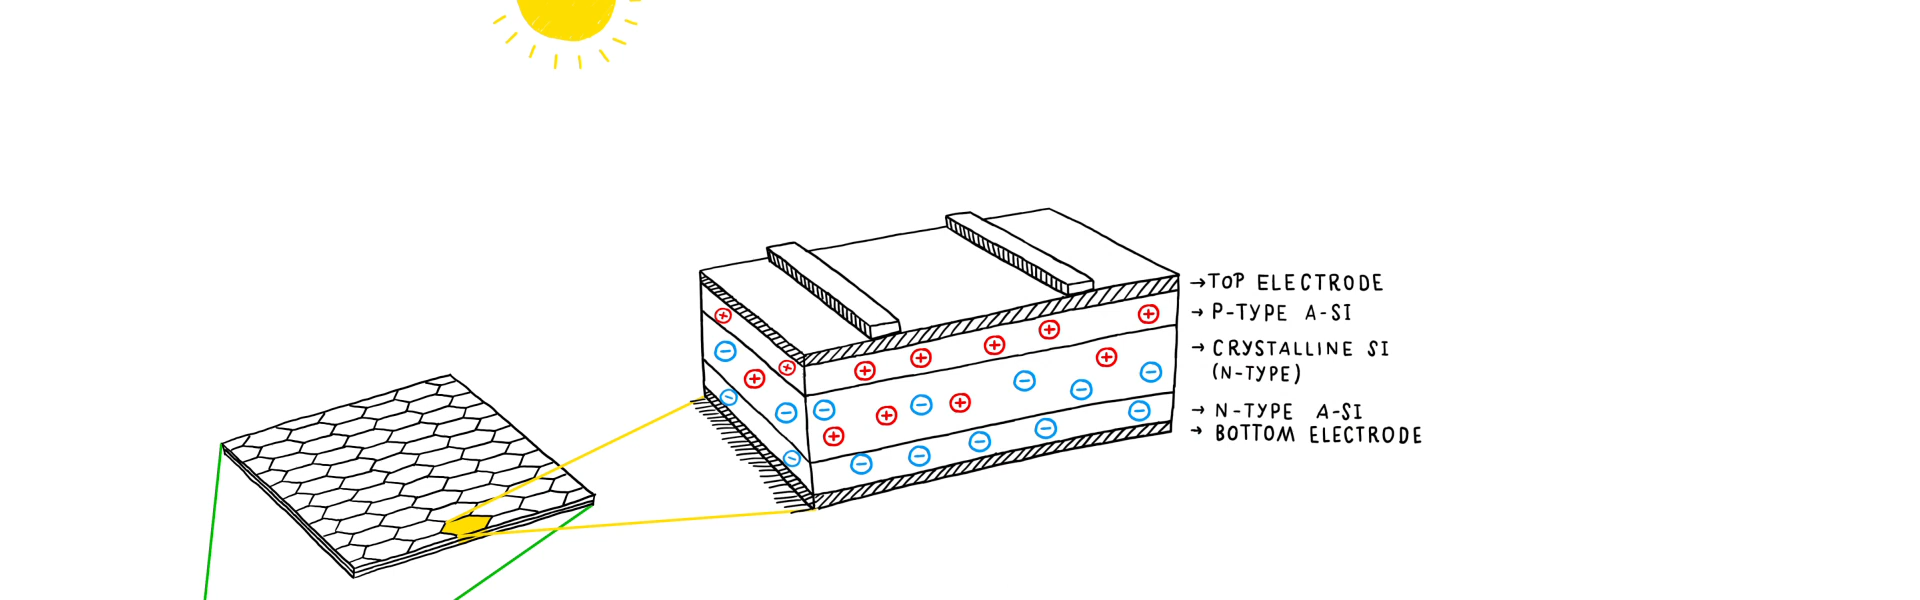 →TOP ELECTRODE
→ P-TYPE A-SI
→ CRYSTALLINE SI
(N-TYPE)
→ N-TYPE A-SI
→ BOTTOM ELECTRODE